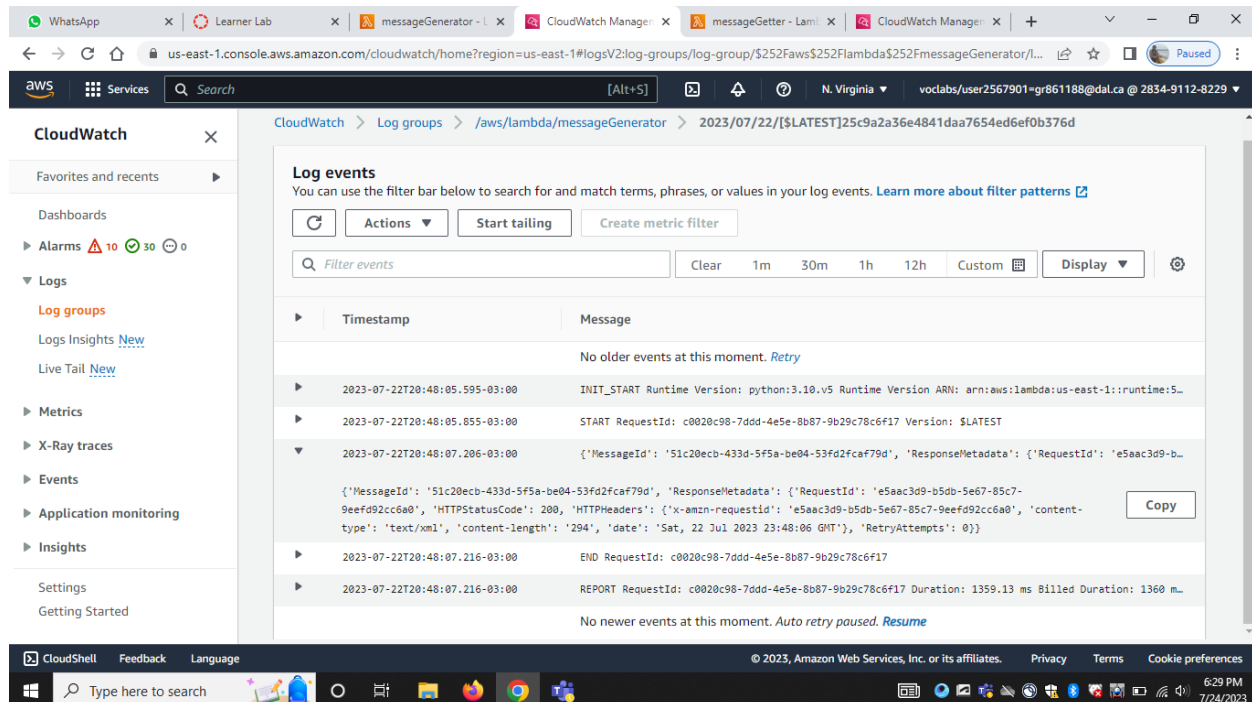 WhatsApp
Learner Lab
messageGenerator - L
CloudWatch Managem
messageGetter - Lamb
CloudWatch Managem
us-east-1.console.aws.amazon.com/cloudwatch/home?region=us-east-1#logsV2:log-groups/log-group/$252Faws$252Flambda$252FmessageGenerator/l...
Paused
aws
Services
Search
[Alt+S]
N. Virginia
voclabs/user2567901=gr861188@dal.ca @ 2834-9112-8229
CloudWatch
Favorites and recents
Dashboards
Alarms 10 30 0
Logs
Log groups
Logs Insights New
Live Tail New
Metrics
X-Ray traces
Events
Application monitoring
Insights
Settings
Getting Started
CloudWatch > Log groups > /aws/lambda/messageGenerator > 2023/07/22/[$LATEST]25c9a2a36e4841daa7654ed6ef0b376d
Log events
You can use the filter bar below to search for and match terms, phrases, or values in your log events. Learn more about filter patterns
Actions
Start tailing
Create metric filter
Filter events
Clear 1m 30m 1h 12h Custom
Display
Timestamp Message
No older events at this moment. Retry
2023-07-22T20:48:05.595-03:00 INIT_START Runtime Version: python:3.10.v5 Runtime Version ARN: arn:aws:lambda:us-east-1::runtime:5…
2023-07-22T20:48:05.855-03:00 START RequestId: c0020c98-7ddd-4e5e-8b87-9b29c78c6f17 Version: $LATEST
2023-07-22T20:48:07.206-03:00 {'MessageId': '51c20ecb-433d-5f5a-be04-53fd2fcaf79d', 'ResponseMetadata': {'RequestId': 'e5aac3d9-b…
{'MessageId': '51c20ecb-433d-5f5a-be04-53fd2fcaf79d', 'ResponseMetadata': {'RequestId': 'e5aac3d9-b5db-5e67-85c7-
9eefd92cc6a0', 'HTTPStatusCode': 200, 'HTTPHeaders': {'x-amzn-requestid': 'e5aac3d9-b5db-5e67-85c7-9eefd92cc6a0', 'content-
type': 'text/xml', 'content-length': '294', 'date': 'Sat, 22 Jul 2023 23:48:06 GMT'}, 'RetryAttempts': 0}}
Copy
2023-07-22T20:48:07.216-03:00 END RequestId: c0020c98-7ddd-4e5e-8b87-9b29c78c6f17
2023-07-22T20:48:07.216-03:00 REPORT RequestId: c0020c98-7ddd-4e5e-8b87-9b29c78c6f17 Duration: 1359.13 ms Billed Duration: 1360 m…
No newer events at this moment. Auto retry paused. Resume
CloudShell Feedback Language
© 2023, Amazon Web Services, Inc. or its affiliates. Privacy Terms Cookie preferences
Type here to search
6:29 PM
7/24/2023